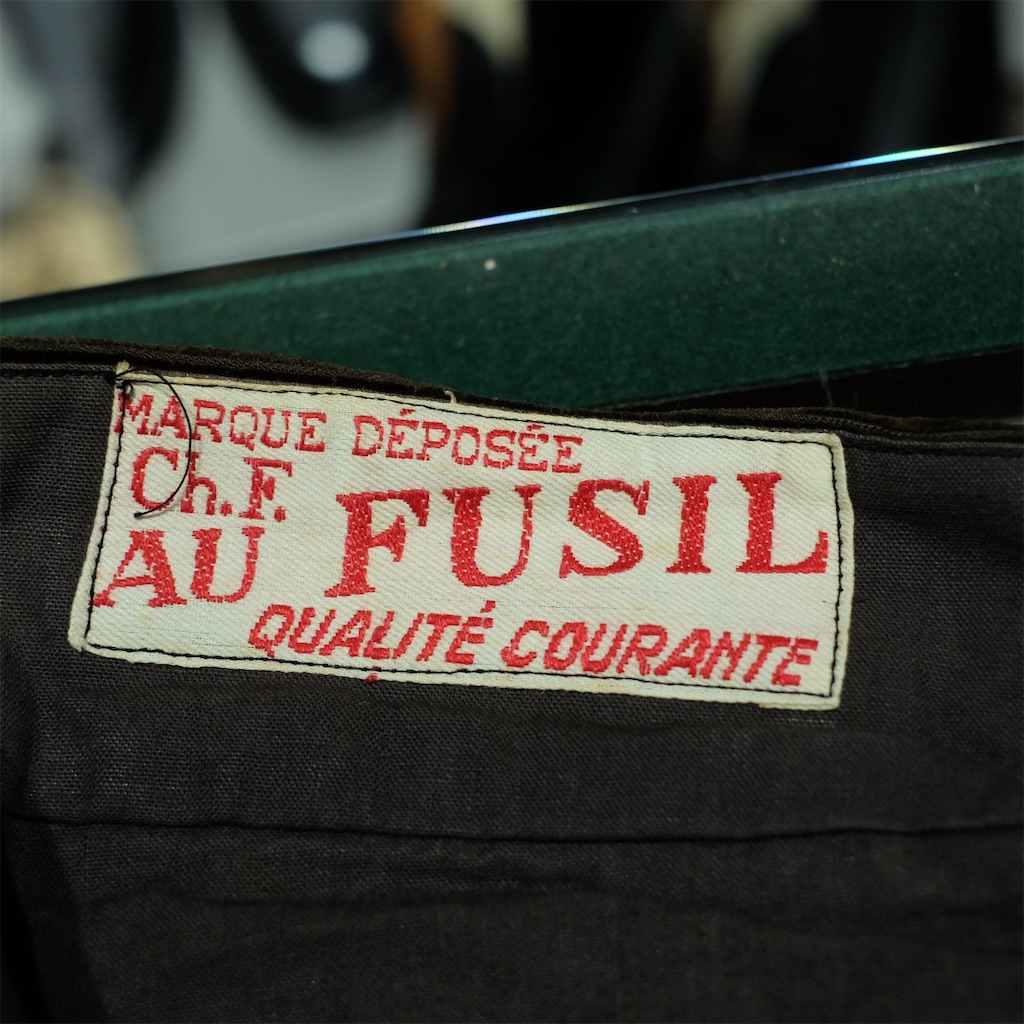 MARQUE DÉPOSÉE
Ch. F.
AU FUSIL
QUALITÉ COURANTE